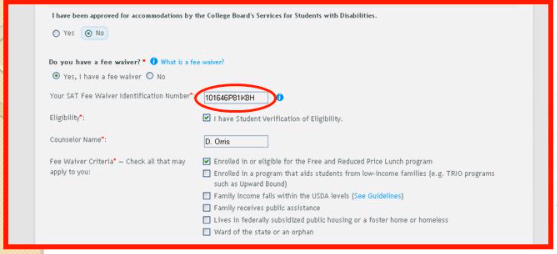 I have been approved for accommodations by the College Board's Services for Students with Disabilities.
Yes No
Do you have a fee waiver? * What is a fee waiver?
Yes, I have a fee waiver No
Your SAT Fee Waiver Identification Number*: 101646P81K8H
Eligibility*: I have Student Verification of Eligibility.
Counselor Name*: D. Orris
Fee Waiver Criteria* – Check all that may apply to you:
Enrolled in or eligible for the Free and Reduced Price Lunch program
Enrolled in a program that aids students from low-income families (e.g. TRIO programs
such as Upward Bound)
Family income falls within the USDA levels (See Guidelines)
Family receives public assistance
Lives in federally subsidized public housing or a foster home or homeless
Ward of the state or an orphan